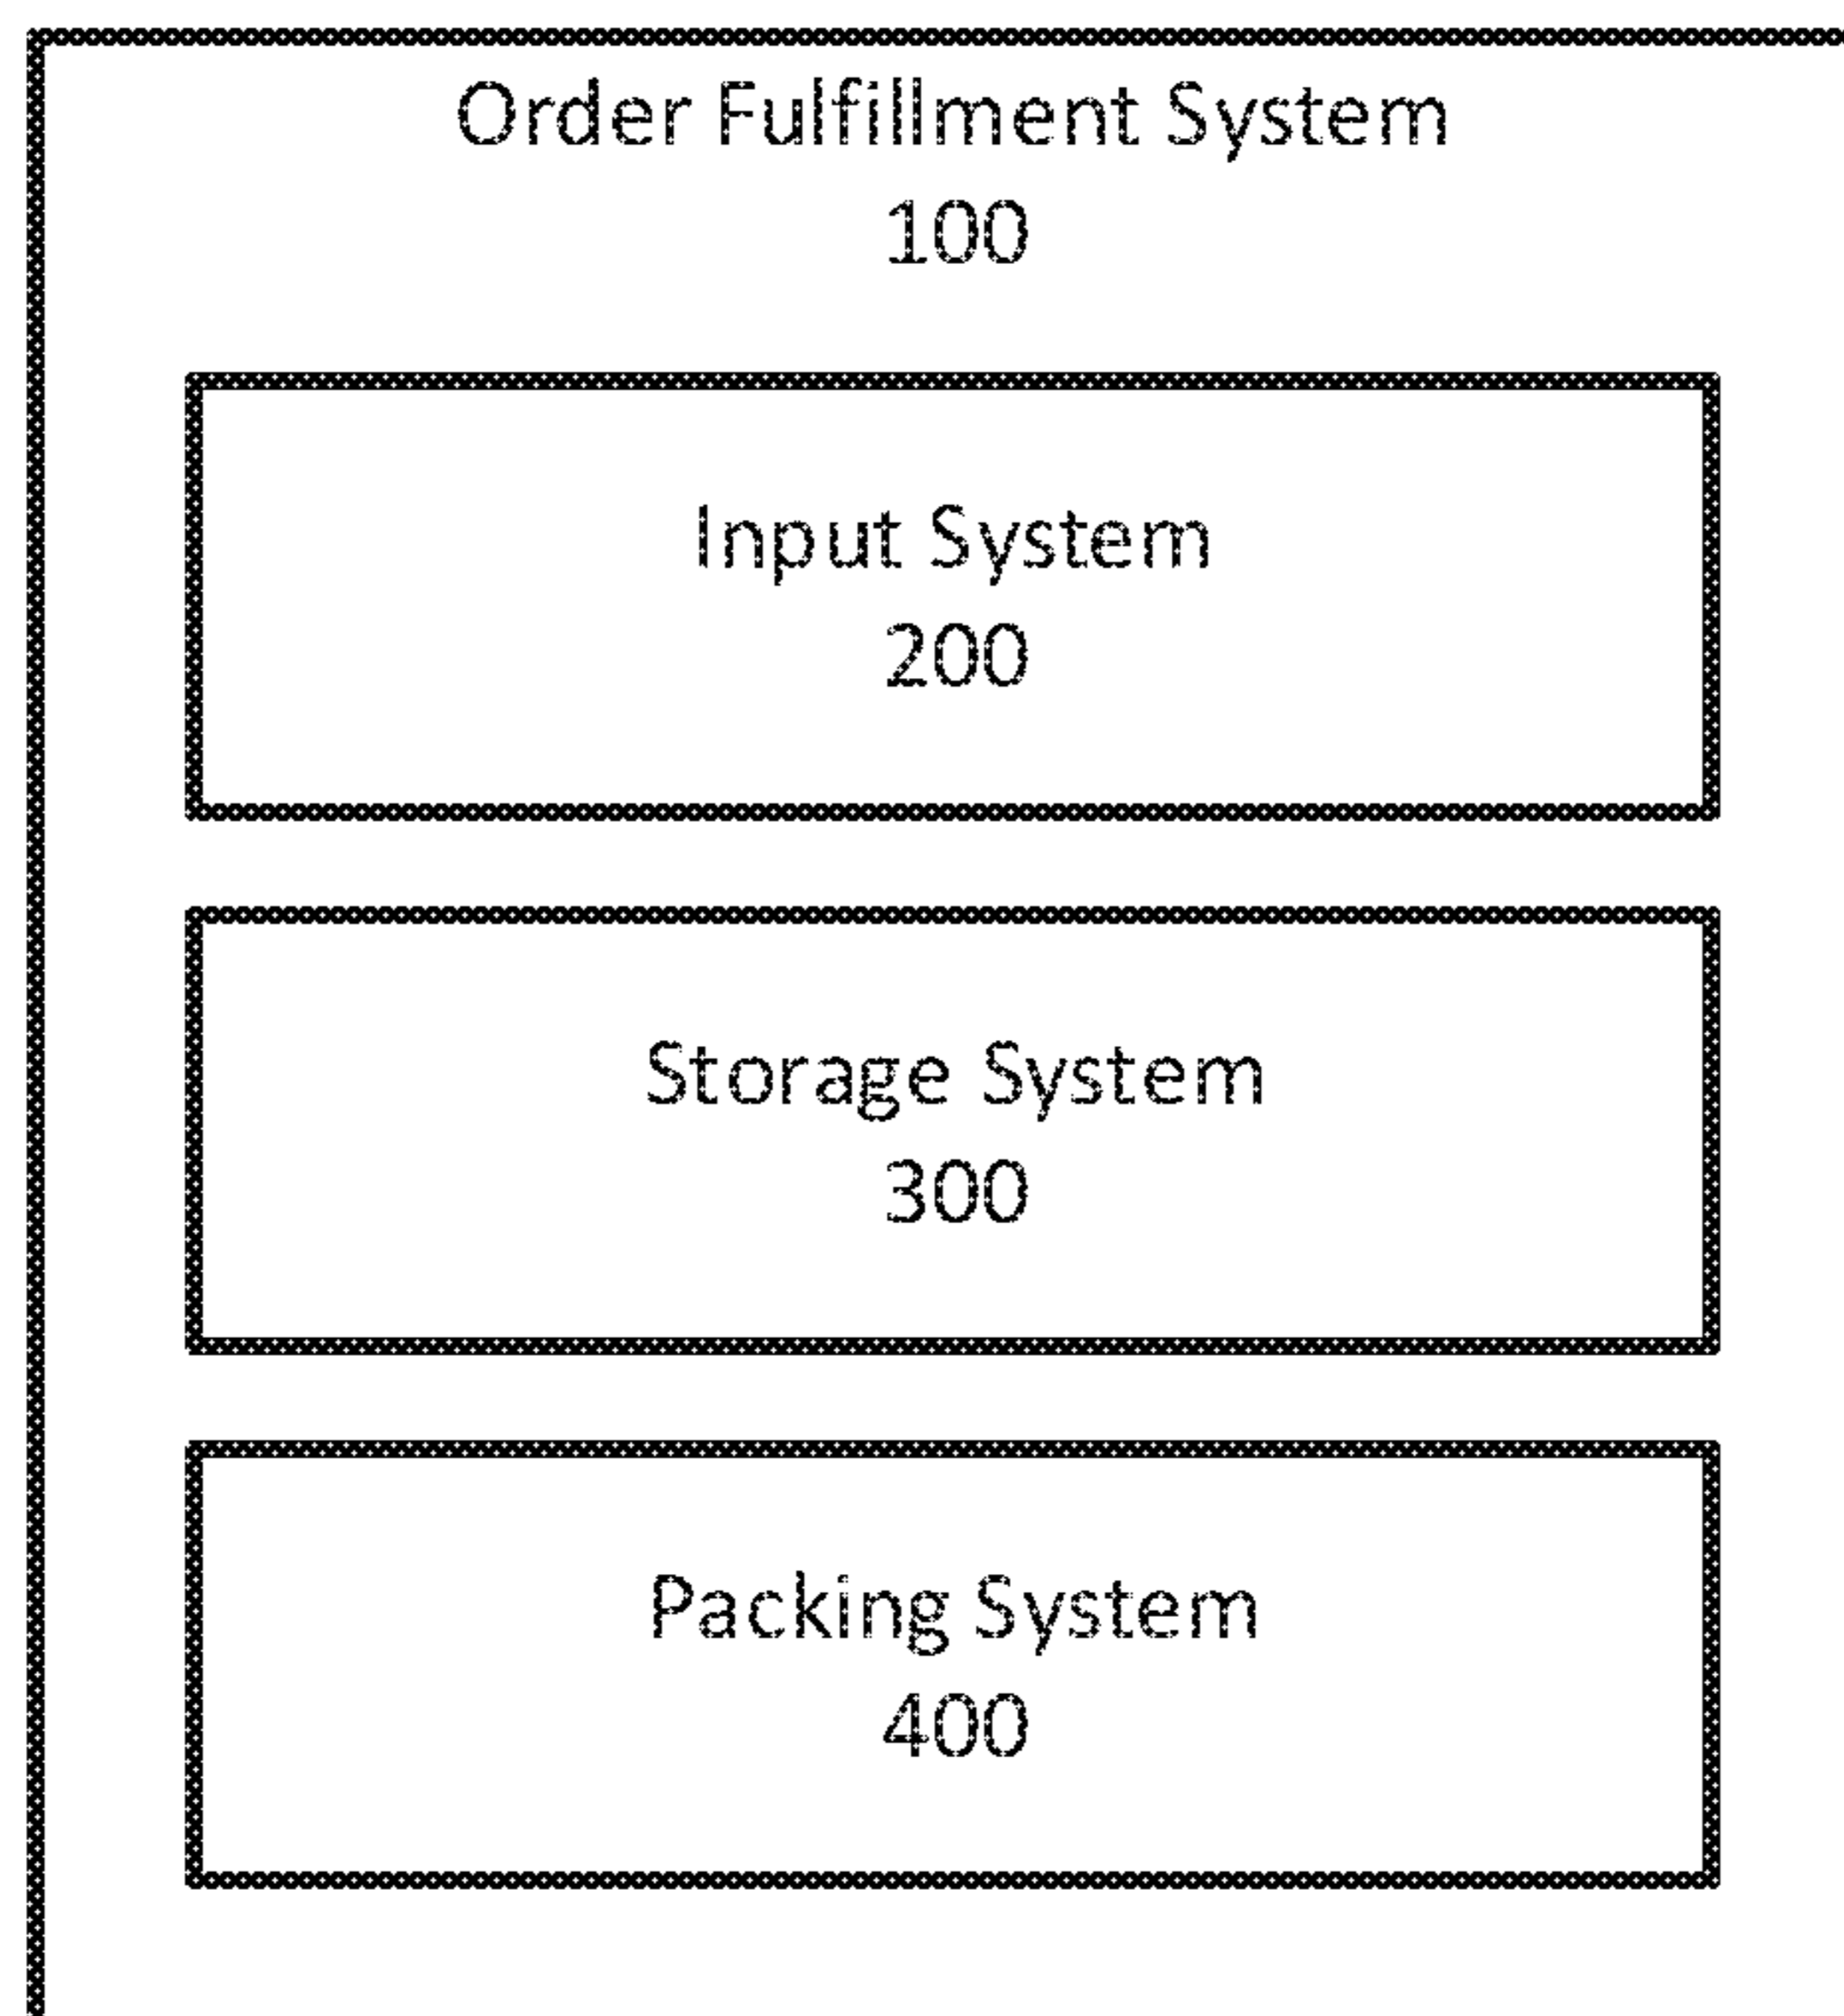 Order Fulfillment System
100
Input System
200
Storage System
300
Packing System
400